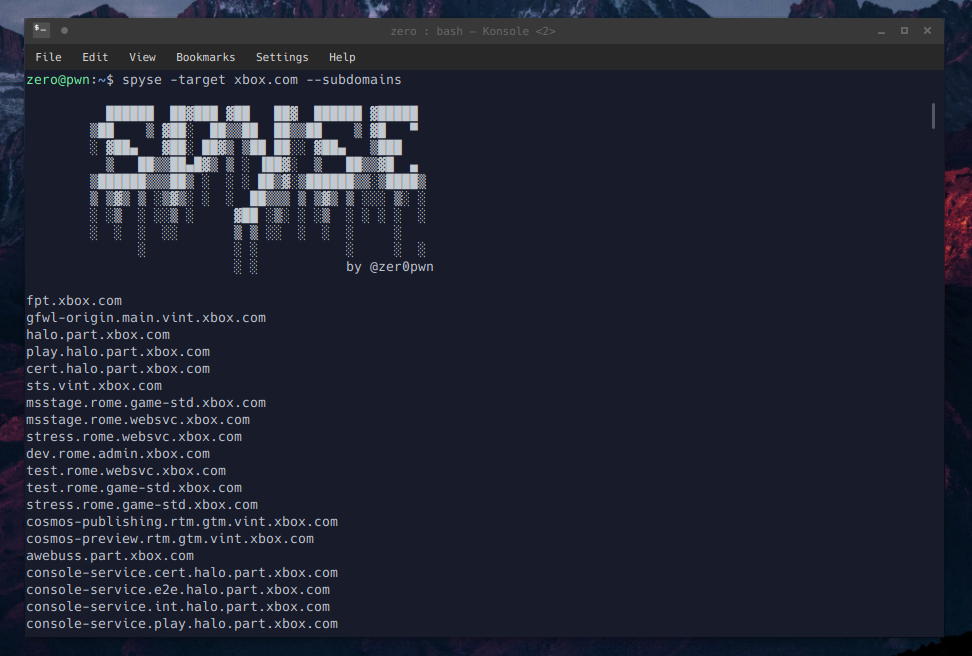 zero : bash — Konsole <2>
File Edit View Bookmarks Settings Help
zero@pwn:~$ spyse -target xbox.com --subdomains
SPYSE
by @zer0pwn
fpt.xbox.com
gfwl-origin.main.vint.xbox.com
halo.part.xbox.com
play.halo.part.xbox.com
cert.halo.part.xbox.com
sts.vint.xbox.com
msstage.rome.game-std.xbox.com
msstage.rome.websvc.xbox.com
stress.rome.websvc.xbox.com
dev.rome.admin.xbox.com
test.rome.websvc.xbox.com
test.rome.game-std.xbox.com
stress.rome.game-std.xbox.com
cosmos-publishing.rtm.gtm.vint.xbox.com
cosmos-preview.rtm.gtm.vint.xbox.com
awebuss.part.xbox.com
console-service.cert.halo.part.xbox.com
console-service.e2e.halo.part.xbox.com
console-service.int.halo.part.xbox.com
console-service.play.halo.part.xbox.com